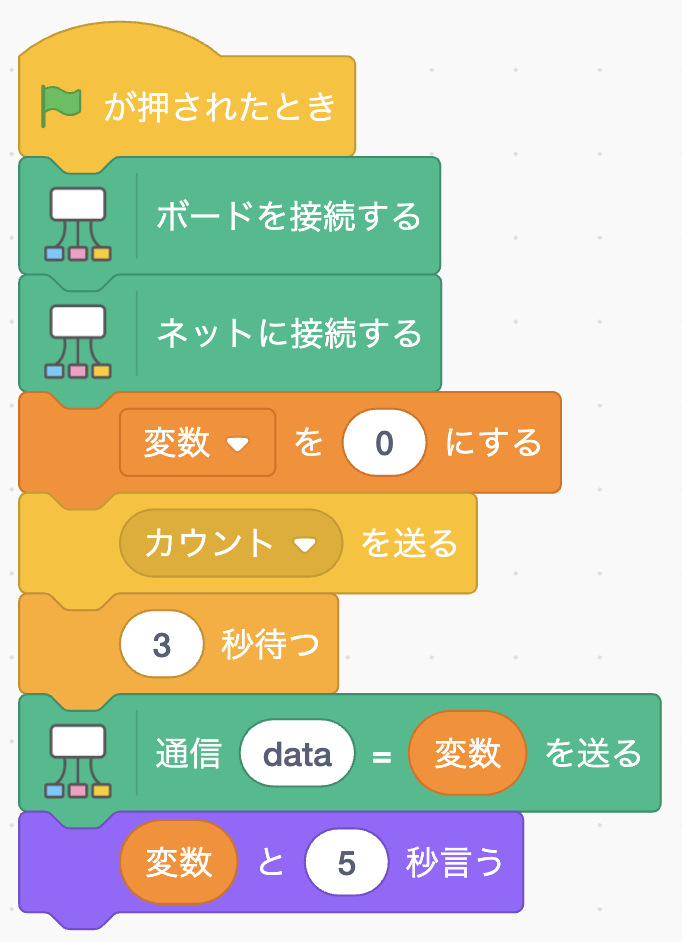 が押されたとき
ボードを接続する
ネットに接続する
変数 を 0 にする
カウント を送る
3 秒待つ
通信 data = 変数 を送る
変数 と 5 秒言う